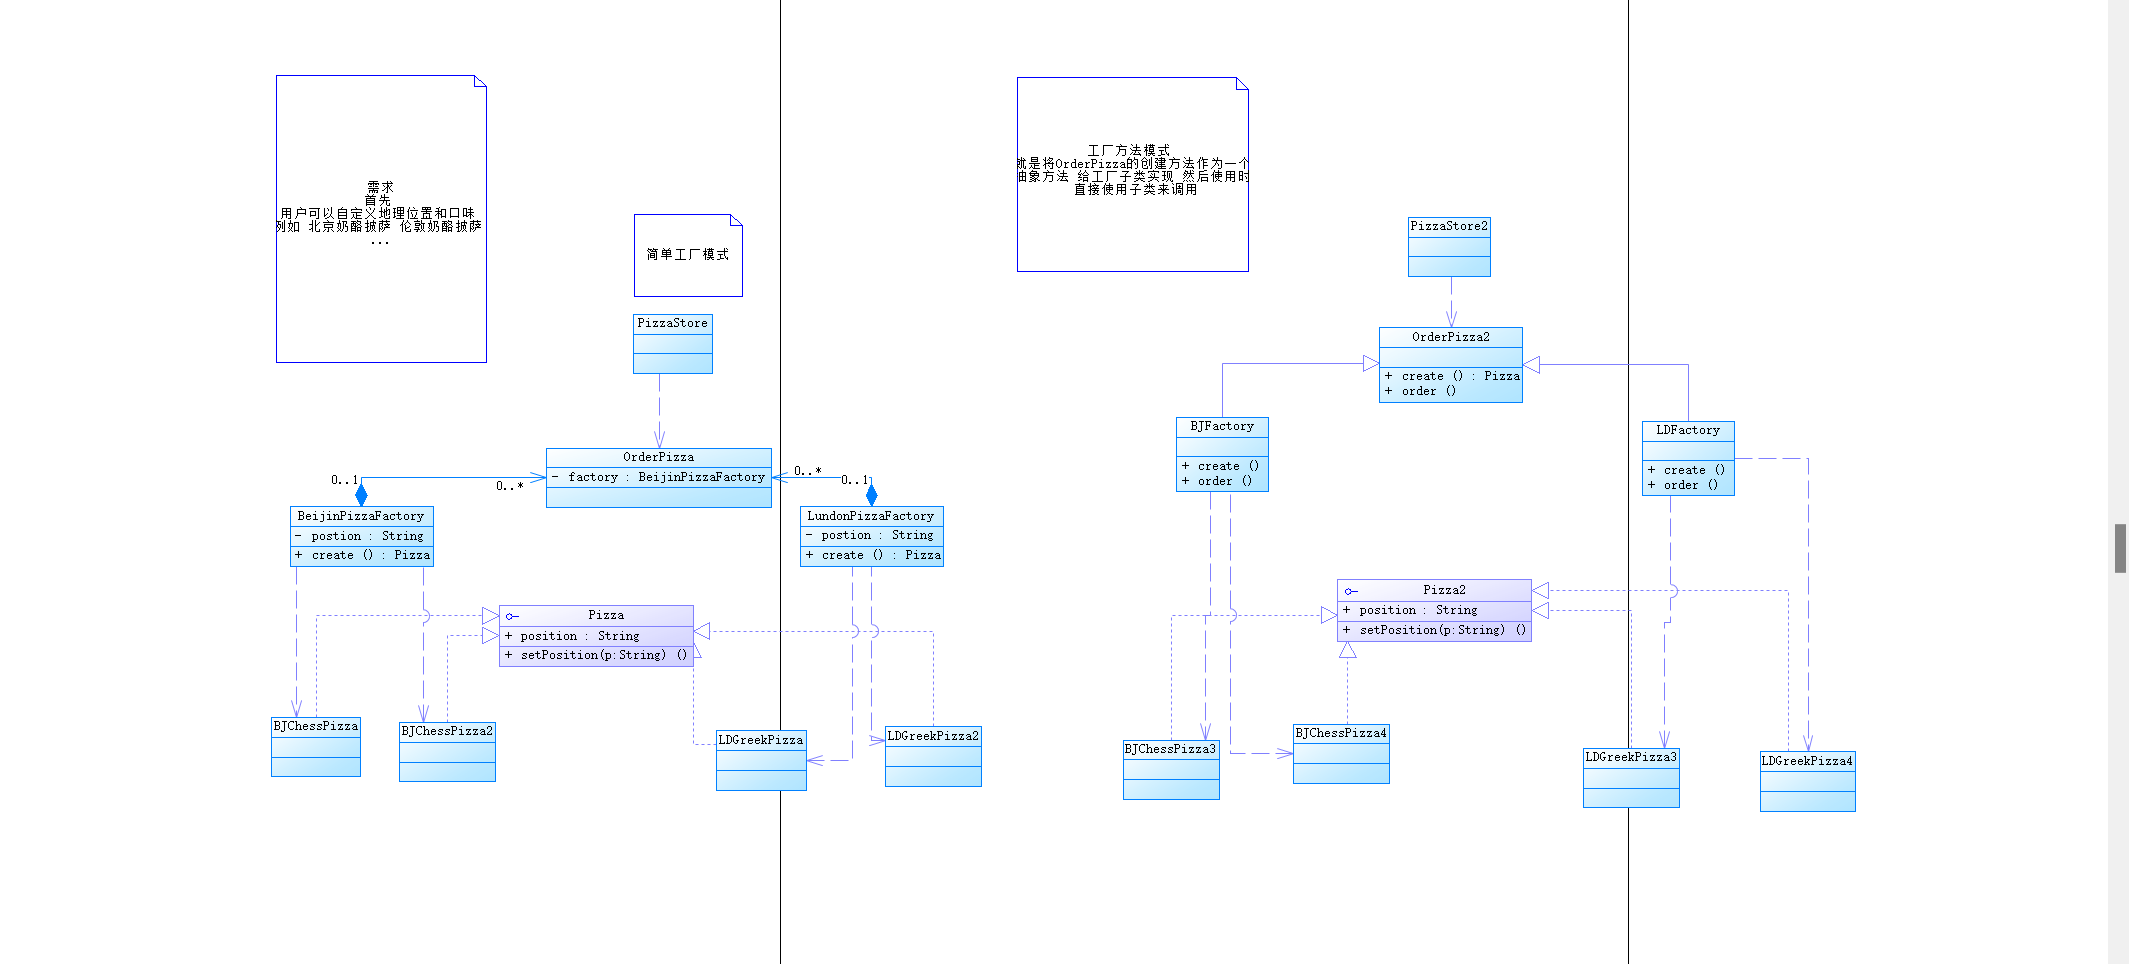 需求
首先
用户可以自定义地理位置和口味
例如 北京奶酪披萨 伦敦奶酪披萨
...
简单工厂模式
PizzaStore
OrderPizza
- factory : BeijinPizzaFactory
0..1
0..*
0..*
0..1
BeijinPizzaFactory
- postion : String
+ create () : Pizza
LundonPizzaFactory
- postion : String
+ create () : Pizza
Pizza
+ position : String
+ setPosition(p:String) ()
BJChessPizza
BJChessPizza2
LDGreekPizza
LDGreekPizza2
工厂方法模式
就是将OrderPizza的创建方法作为一个
抽象方法 给工厂子类实现 然后使用时
直接使用子类来调用
PizzaStore2
OrderPizza2
+ create () : Pizza
+ order ()
BJFactory
+ create ()
+ order ()
LDFactory
+ create ()
+ order ()
Pizza2
+ position : String
+ setPosition(p:String) ()
BJChessPizza3
BJChessPizza4
LDGreekPizza3
LDGreekPizza4